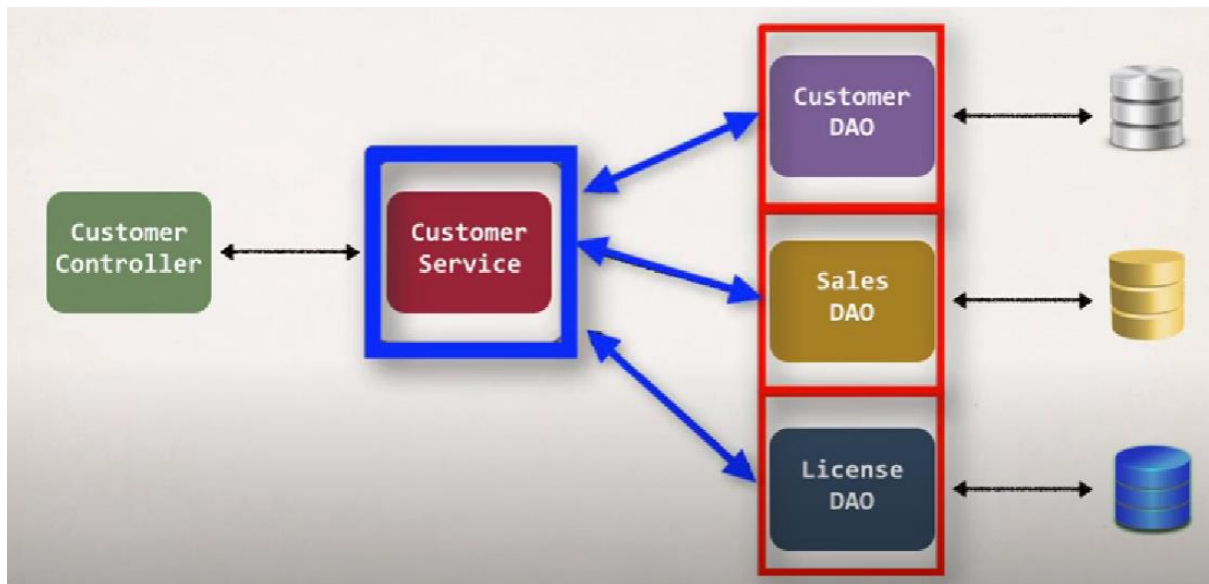 Customer
Controller
Customer
Service
Customer
DAO
Sales
DAO
License
DAO